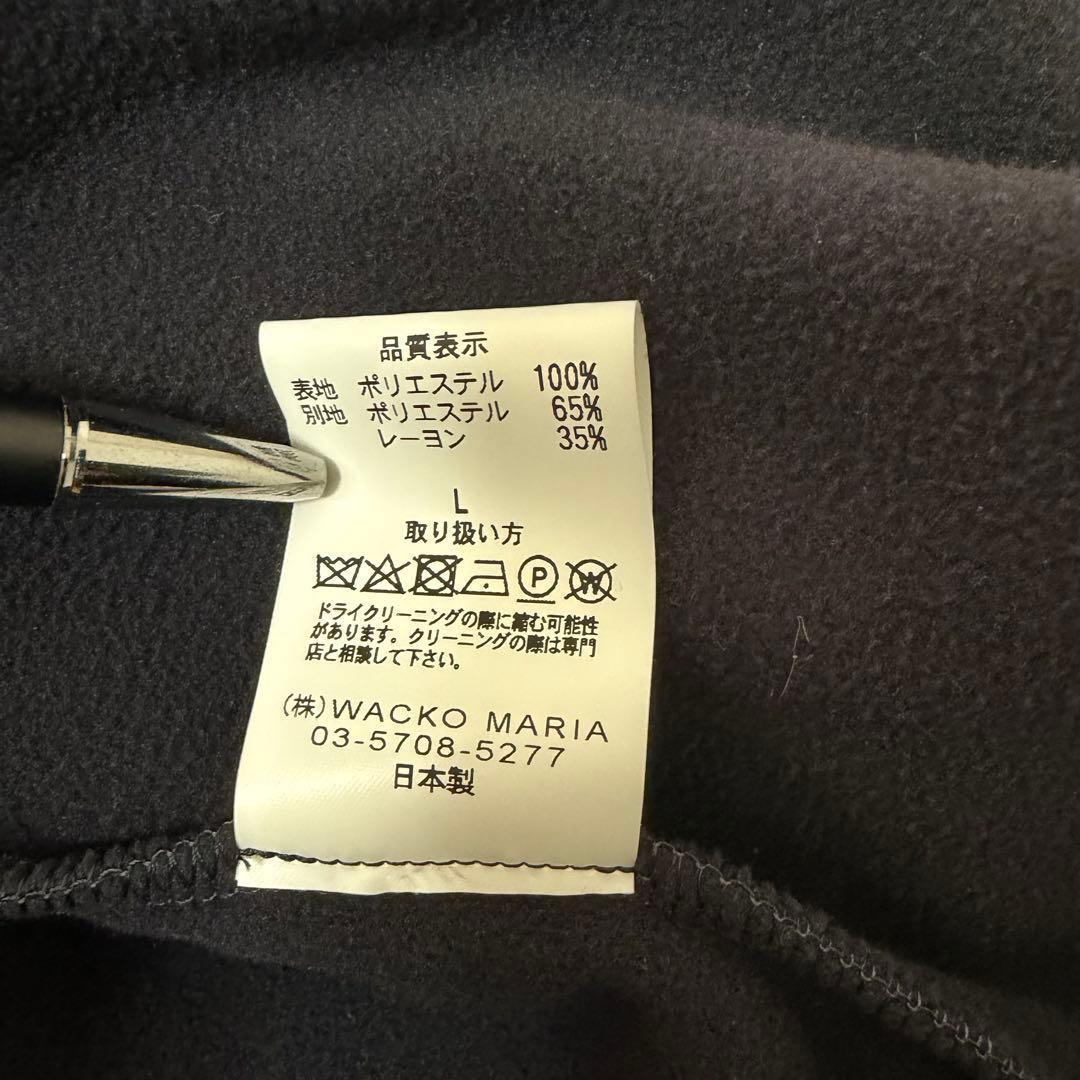 品質表示
表地 ポリエステル 100%
別地 ポリエステル 65%
レーヨン 35%
L
取り扱い方
P W
ドライクリーニングの際に縮む可能性
があります。クリーニングの際は専門
店と相談して下さい。
(株)WACKO MARIA
03-5708-5277
日本製